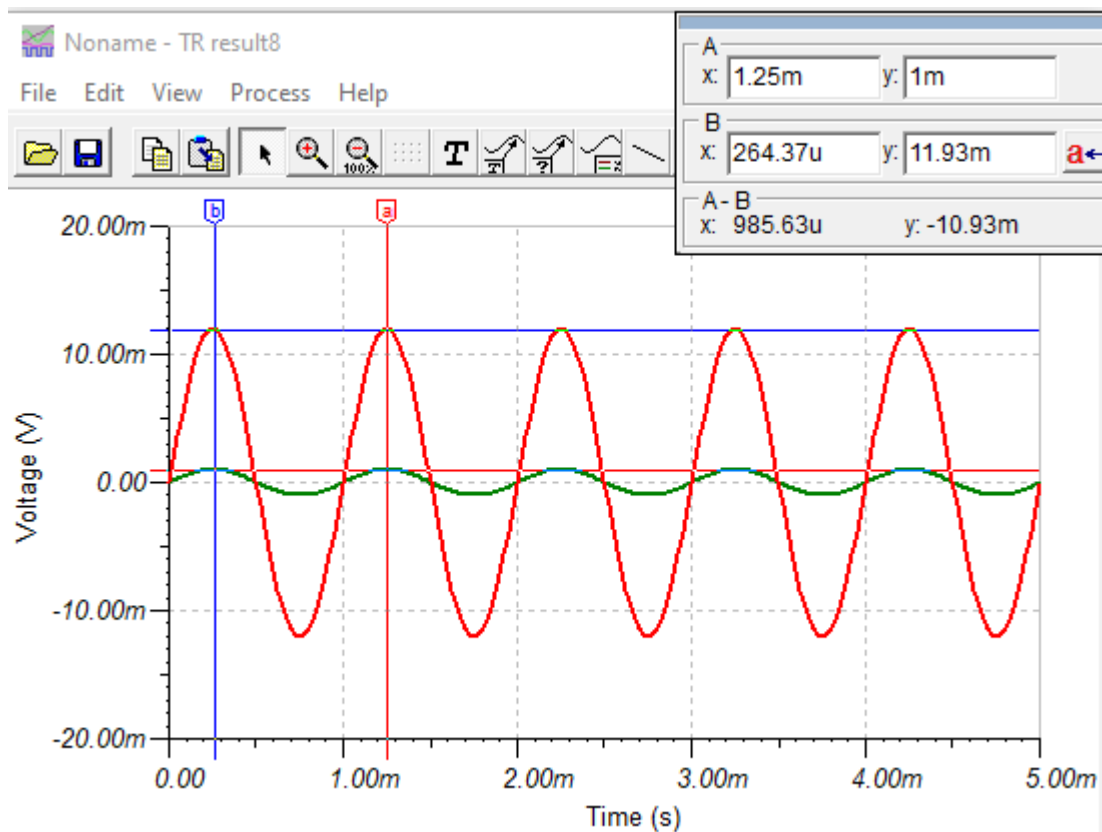 Noname - TR result8
File Edit View Process Help
100%
T
T
?
A
x: 1.25m y: 1m
B
x: 264.37u y: 11.93m
a←
A - B
x: 985.63u y: -10.93m
b
a
20.00m
10.00m
0.00
-10.00m
-20.00m
Voltage (V)
0.00 1.00m 2.00m 3.00m 4.00m 5.00m
Time (s)